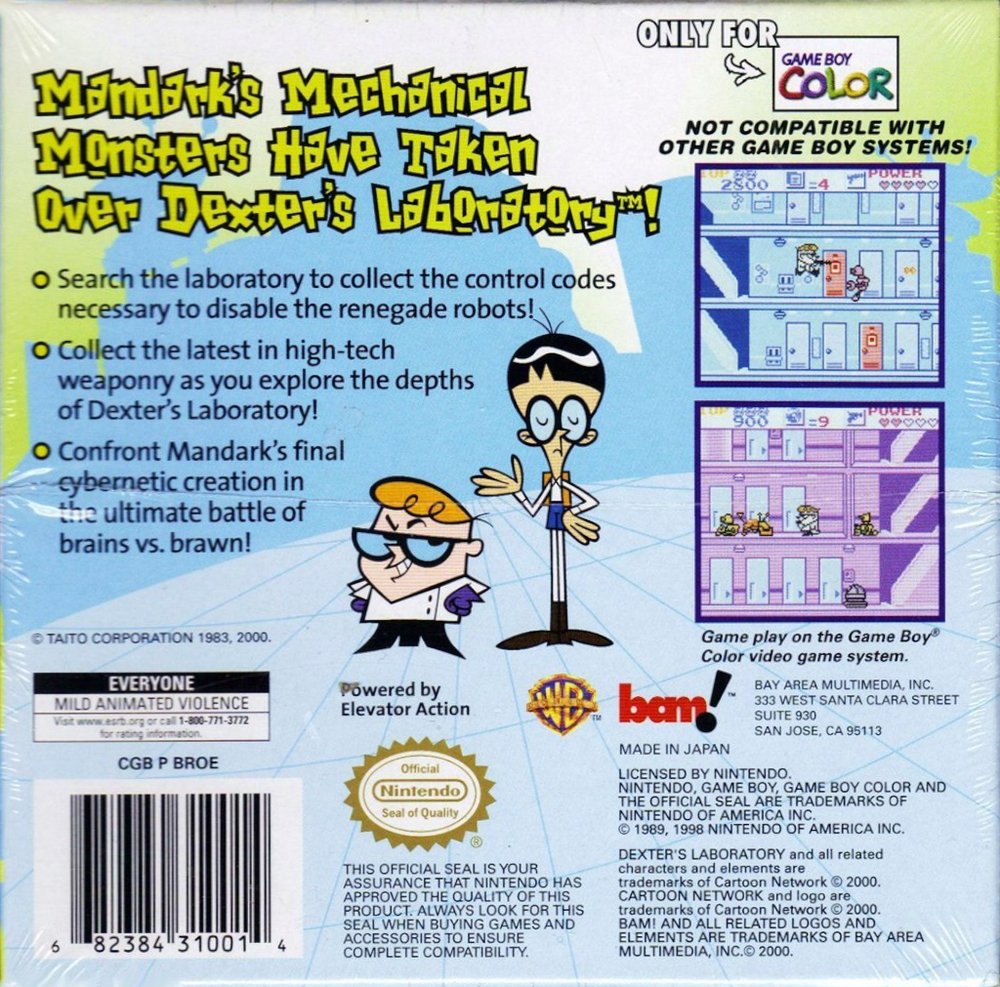 ONLY FOR
GAME BOY
COLOR
NOT COMPATIBLE WITH
OTHER GAME BOY SYSTEMS!
Mandark's Mechanical
Monsters Have Taken
Over Dexter's Laboratory™!
Search the laboratory to collect the control codes
necessary to disable the renegade robots!
Collect the latest in high-tech
weaponry as you explore the depths
of Dexter's Laboratory!
Confront Mandark's final
cybernetic creation in
the ultimate battle of
brains vs. brawn!
1UP
POWER
2800
=4
1UP
POWER
900
=9
Game play on the Game Boy®
Color video game system.
© TAITO CORPORATION 1983, 2000.
EVERYONE
MILD ANIMATED VIOLENCE
Visit www.esrb.org or call 1-800-771-3772
for rating information.
CGB P BROE
6 82384 31001 4
Powered by
Elevator Action
WB
TM
bam!™
BAY AREA MULTIMEDIA, INC.
333 WEST SANTA CLARA STREET
SUITE 930
SAN JOSE, CA 95113
MADE IN JAPAN
Official
Nintendo
Seal of Quality
®
THIS OFFICIAL SEAL IS YOUR
ASSURANCE THAT NINTENDO HAS
APPROVED THE QUALITY OF THIS
PRODUCT. ALWAYS LOOK FOR THIS
SEAL WHEN BUYING GAMES AND
ACCESSORIES TO ENSURE
COMPLETE COMPATIBILITY.
LICENSED BY NINTENDO.
NINTENDO, GAME BOY, GAME BOY COLOR AND
THE OFFICIAL SEAL ARE TRADEMARKS OF
NINTENDO OF AMERICA INC.
© 1989, 1998 NINTENDO OF AMERICA INC.
DEXTER'S LABORATORY and all related
characters and elements are
trademarks of Cartoon Network © 2000.
CARTOON NETWORK and logo are
trademarks of Cartoon Network © 2000.
BAM! AND ALL RELATED LOGOS AND
ELEMENTS ARE TRADEMARKS OF BAY AREA
MULTIMEDIA, INC.© 2000.